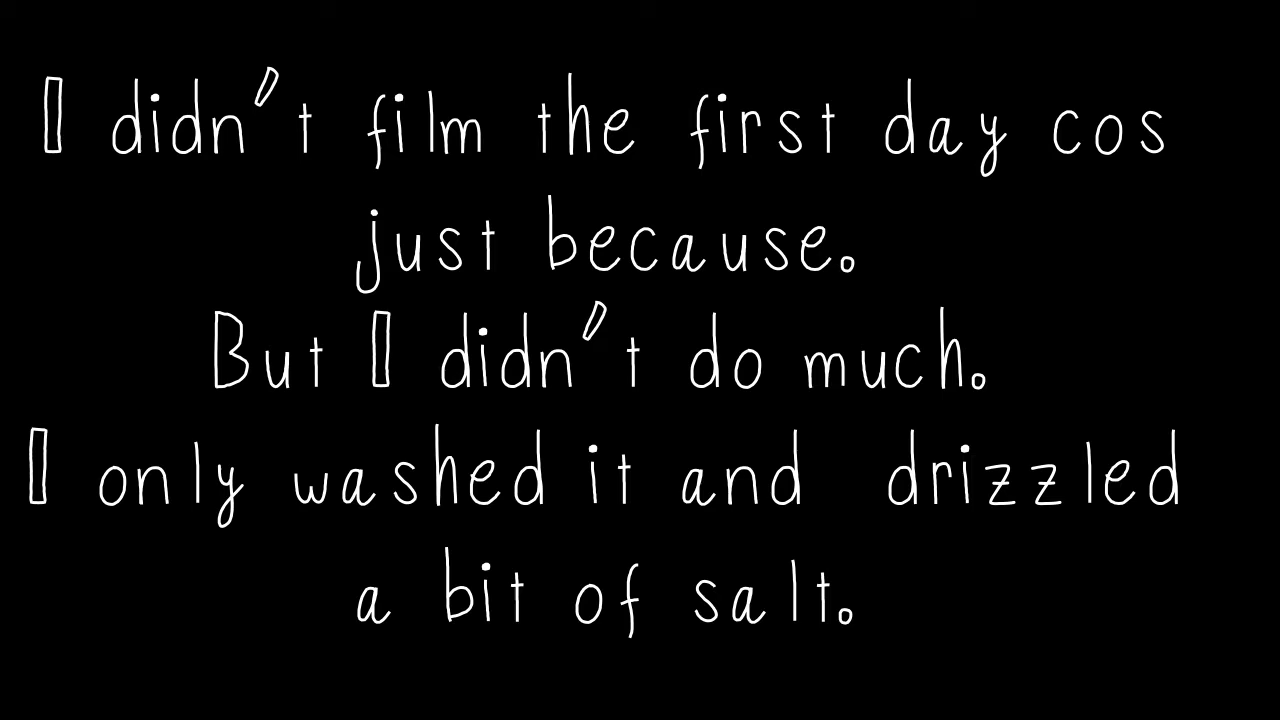 I didn't film the first day cos
just because.
But I didn't do much.
I only washed it and drizzled
a bit of salt.